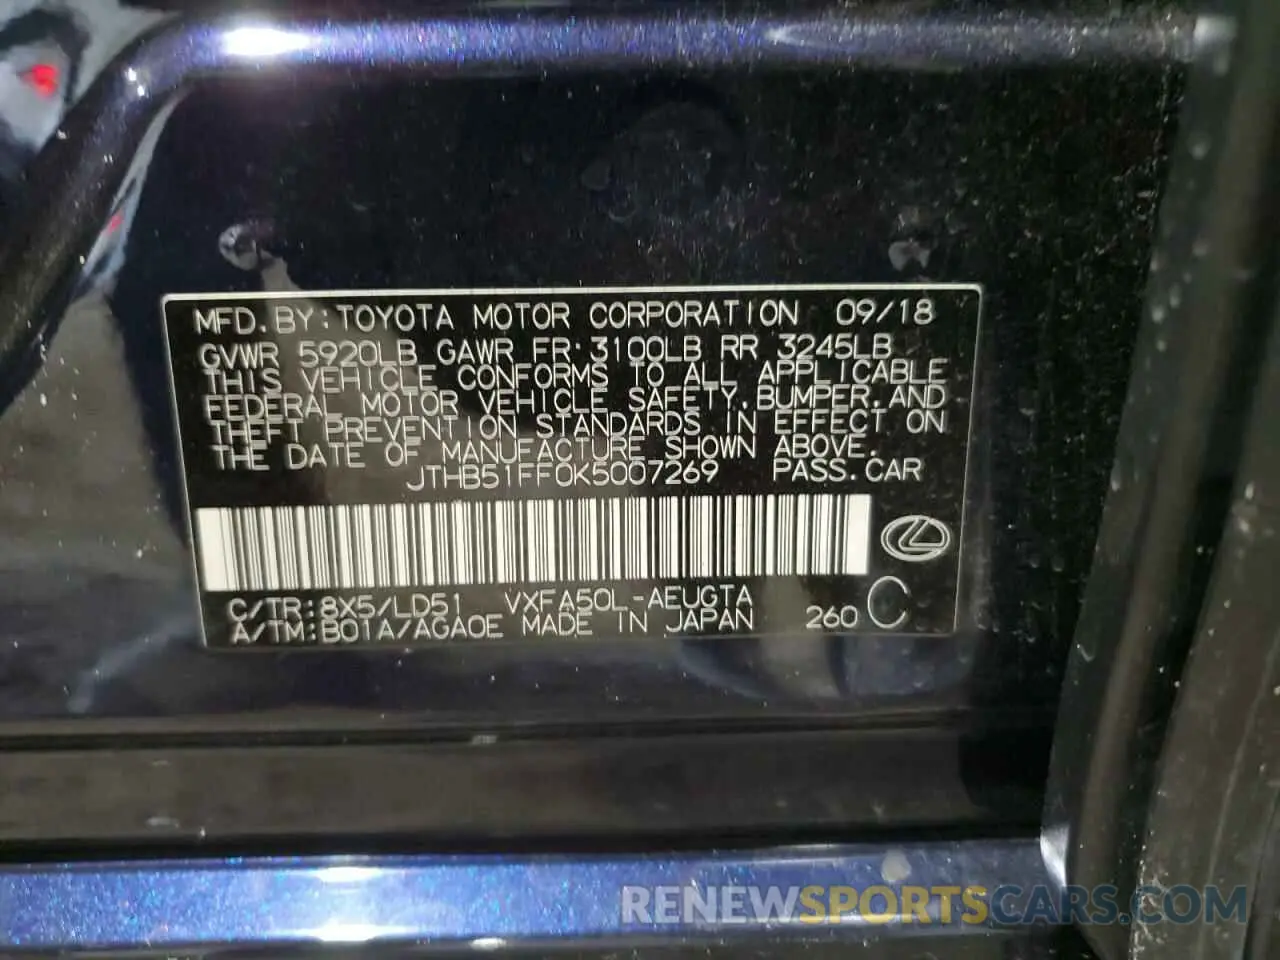 MFD.BY:TOYOTA MOTOR CORPORATION 09/18
GVWR 5920LB GAWR FR:3100LB RR 3245LB
THIS VEHICLE CONFORMS TO ALL APPLICABLE
FEDERAL MOTOR VEHICLE SAFETY,BUMPER,AND
THEFT PREVENTION STANDARDS IN EFFECT ON
THE DATE OF MANUFACTURE SHOWN ABOVE.
JTHB51FF0K5007269 PASS.CAR
C/TR:8X5/LD51 VXFA50L-AEUGTA
A/TM:B01A/AGA0E MADE IN JAPAN 260 C
RENEWSPORTSCARS.COM